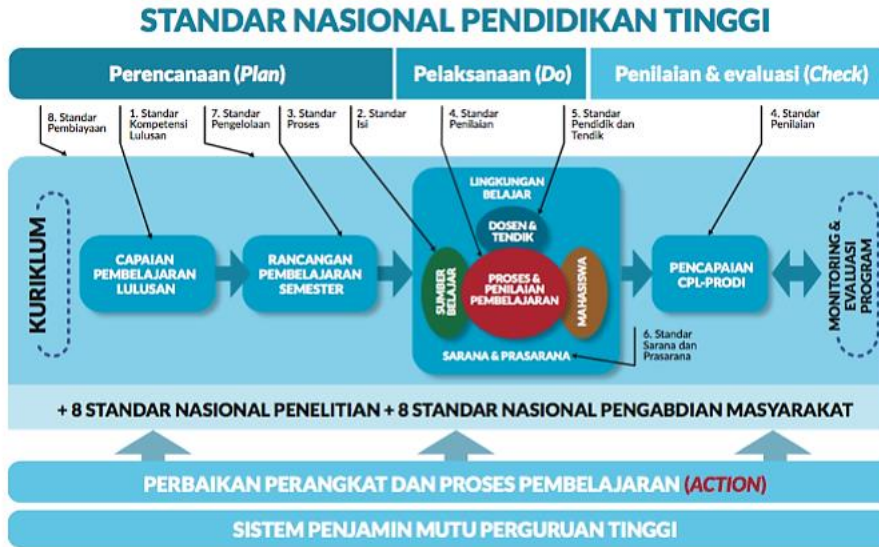 STANDAR NASIONAL PENDIDIKAN TINGGI
Perencanaan (Plan)
Pelaksanaan (Do)
Penilaian & evaluasi (Check)
8. Standar
Pembiayaan
1. Standar
Kompetensi
Lulusan
7. Standar
Pengelolaan
3. Standar
Proses
2. Standar
Isi
4. Standar
Penilaian
5. Standar
Pendidik dan
Tendik
4. Standar
Penilaian
KURIKLUM
CAPAIAN
PEMBELAJARAN
LULUSAN
RANCANGAN
PEMBELAJARAN
SEMESTER
LINGKUNGAN
BELAJAR
DOSEN &
TENDIK
SUMBER
BELAJAR
PROSES &
PENILAIAN
PEMBELAJARAN
MAHASISWA
SARANA & PRASARANA
6. Standar
Sarana dan
Prasarana
PENCAPAIAN
CPL-PRODI
MONITORING &
EVALUASI
PROGRAM
+ 8 STANDAR NASIONAL PENELITIAN + 8 STANDAR NASIONAL PENGABDIAN MASYARAKAT
PERBAIKAN PERANGKAT DAN PROSES PEMBELAJARAN (ACTION)
SISTEM PENJAMIN MUTU PERGURUAN TINGGI